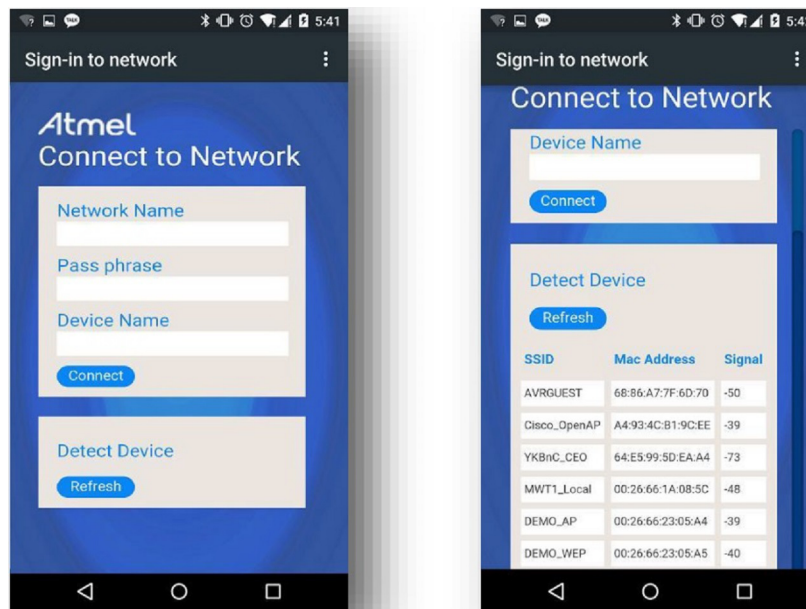 5:41
Sign-in to network
Atmel
Connect to Network
Network Name
Pass phrase
Device Name
Connect
Detect Device
Refresh
Sign-in to network
Connect to Network
Device Name
Connect
Detect Device
Refresh
SSID Mac Address Signal
AVRGUEST 68:86:A7:7F:6D:70 -50
Cisco_OpenAP A4:93:4C:B1:9C:EE -39
YKBnC_CEO 64:E5:99:5D:EA:A4 -73
MWT1_Local 00:26:66:1A:08:5C -48
DEMO_AP 00:26:66:23:05:A4 -39
DEMO_WEP 00:26:66:23:05:A5 -40